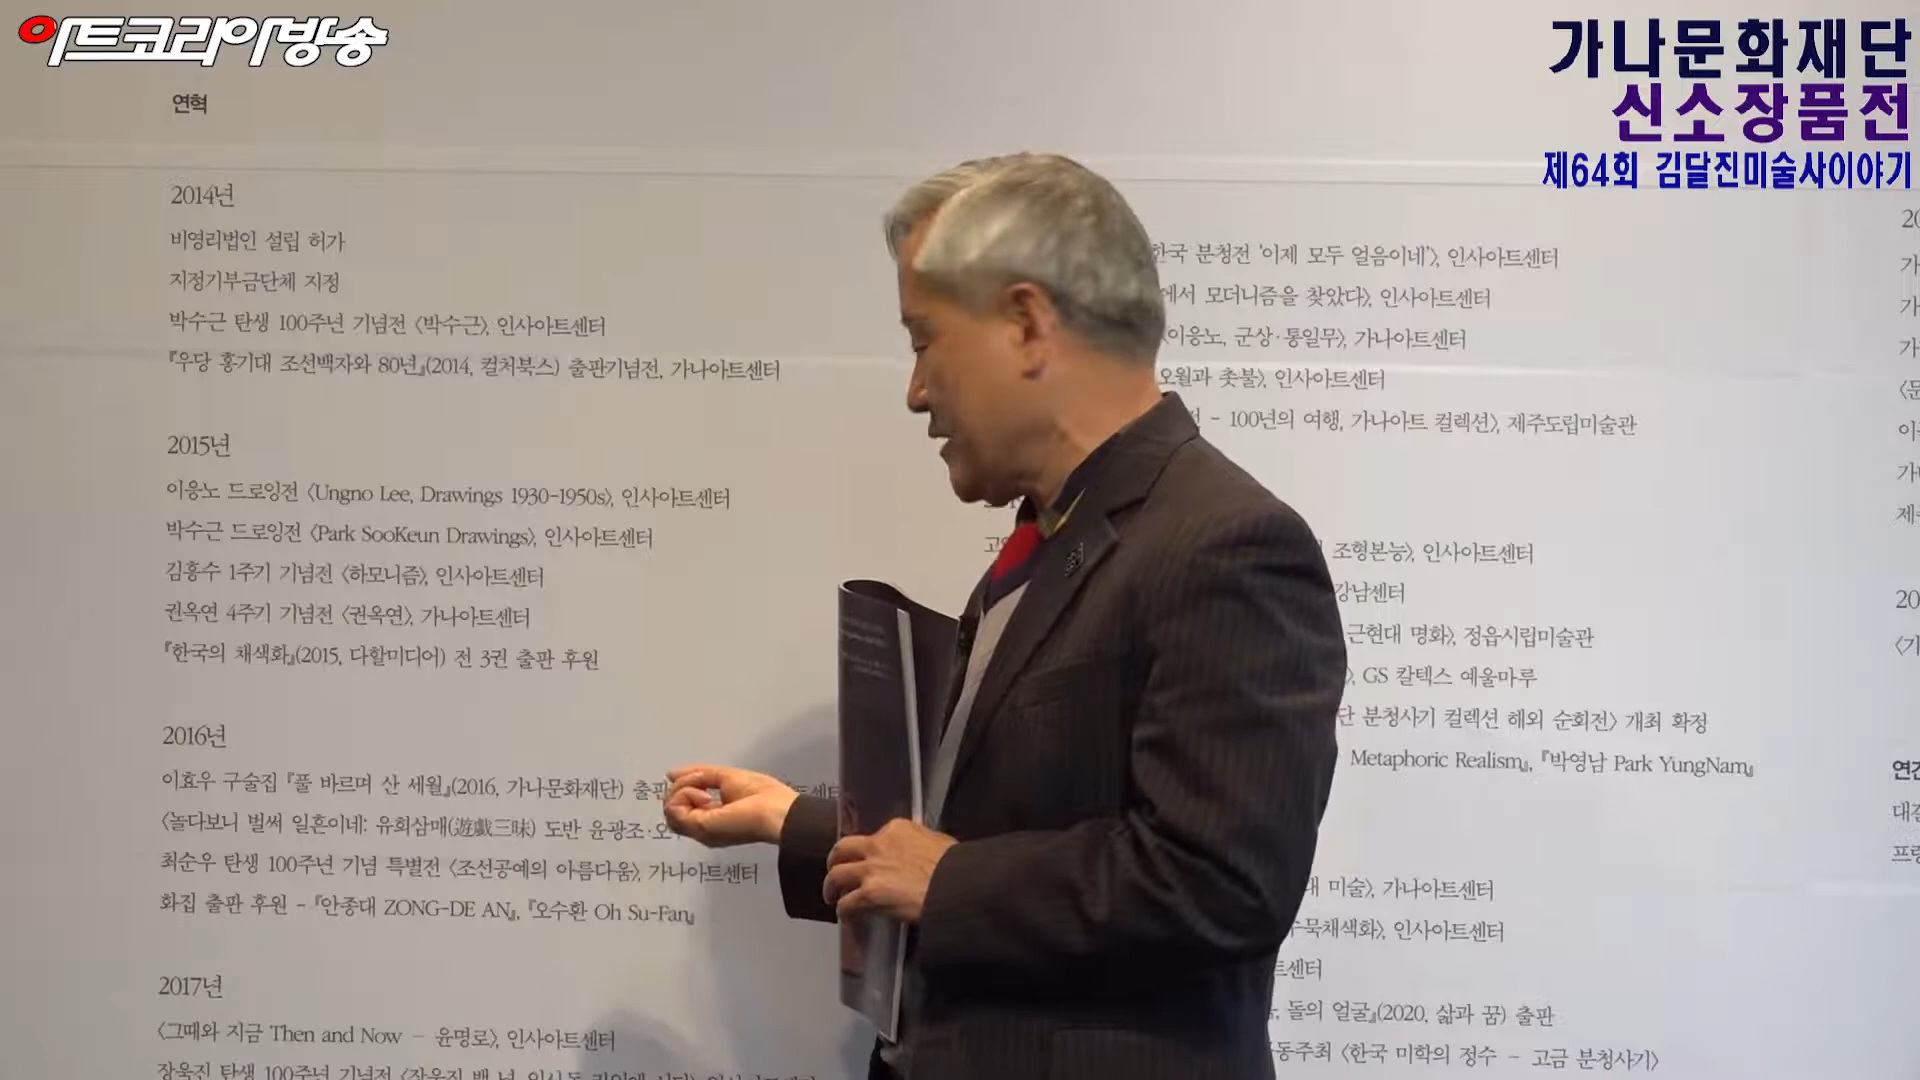 아트코리아방송
가나문화재단
신소장품전
제64회 김달진미술사이야기
연혁
2014년
비영리법인 설립 허가
지정기부금단체 지정
박수근 탄생 100주년 기념전 〈박수근〉, 인사아트센터
『우당 홍기대 조선백자와 80년』(2014, 컬처북스) 출판기념전, 가나아트센터
2015년
이응노 드로잉전 〈Ungno Lee, Drawings 1930-1950s〉, 인사아트센터
박수근 드로잉전 〈Park SooKeun Drawings〉, 인사아트센터
김흥수 1주기 기념전 〈하모니즘〉, 인사아트센터
권옥연 4주기 기념전 〈권옥연〉, 가나아트센터
『한국의 채색화』(2015, 다할미디어) 전 3권 출판 후원
2016년
이효우 구술집 『풀 바르며 산 세월』(2016, 가나문화재단) 출판
〈놀다보니 벌써 일흔이네: 유희삼매(遊戱三昧) 도반 윤광조·오
최순우 탄생 100주년 기념 특별전 〈조선공예의 아름다움〉, 가나아트센터
화집 출판 후원 - 『안종대 ZONG-DE AN』, 『오수환 Oh Su-Fan』
2017년
〈그때와 지금 Then and Now - 윤명로〉, 인사아트센터
장욱진 탄생 100주년 기념전
한국 분청전 '이제 모두 얼음이네'〉, 인사아트센터
에서 모더니즘을 찾았다〉, 인사아트센터
〈이응노, 군상·통일무〉, 가나아트센터
오월과 촛불〉, 인사아트센터
- 100년의 여행, 가나아트 컬렉션〉, 제주도립미술관
조형본능〉, 인사아트센터
강남센터
근현대 명화〉, 정읍시립미술관
〉, GS 칼텍스 예울마루
단 분청사기 컬렉션 해외 순회전〉 개최 확정
Metaphoric Realism』, 『박영남 Park YungNam』
대 미술〉, 가나아트센터
수묵채색화〉, 인사아트센터
트센터
돌의 얼굴』(2020, 삶과 꿈) 출판
공동주최 〈한국 미학의 정수 - 고금 분청사기〉